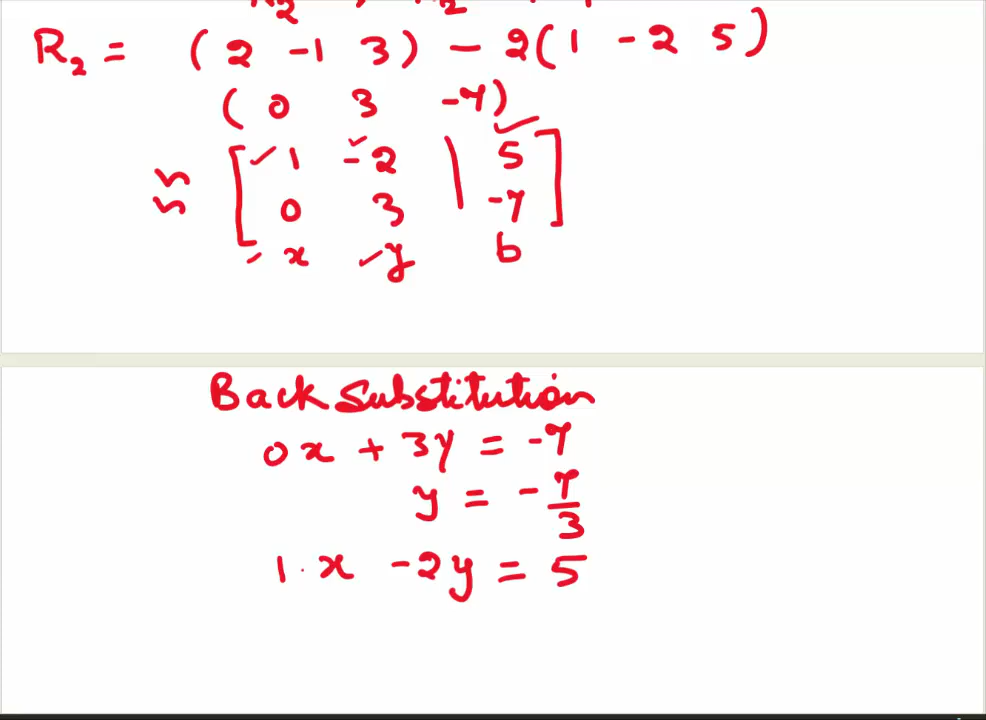 R₂ = (2 -1 3) - 2(1 -2 5)
(0 3 -7)
≈ [✓1 ✓-2 | 5]
[0 3 | -7]
✓x ✓y b
Back Substitution
0x + 3y = -7
y = -7/3
1·x -2y = 5